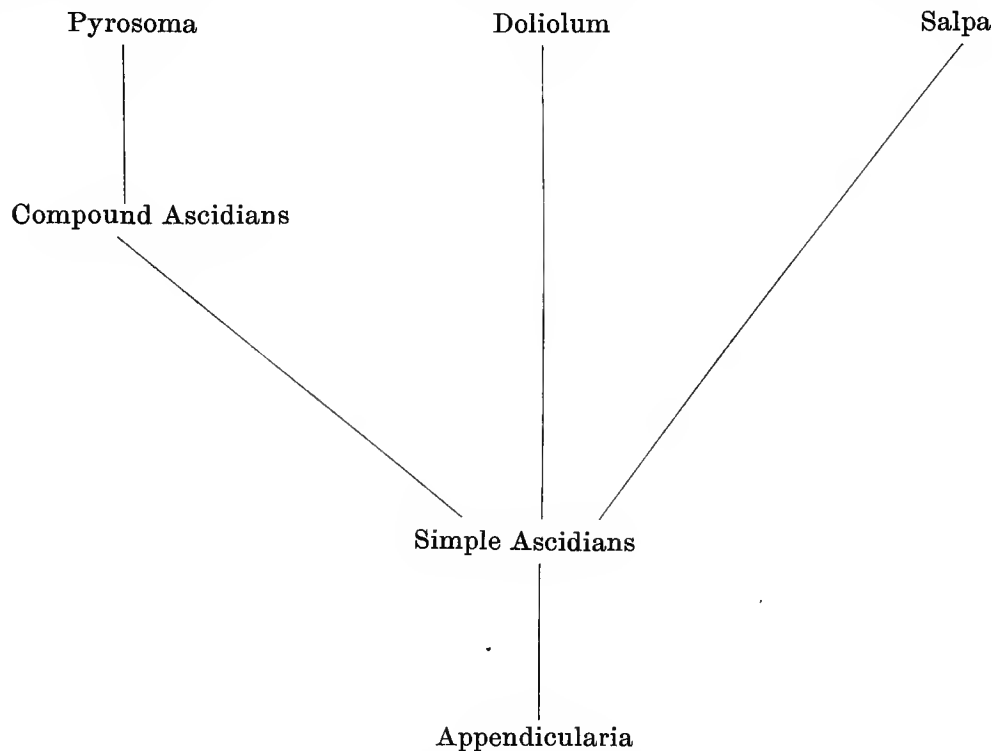 Pyrosoma Doliolum Salpa
Compound Ascidians
Simple Ascidians
Appendicularia